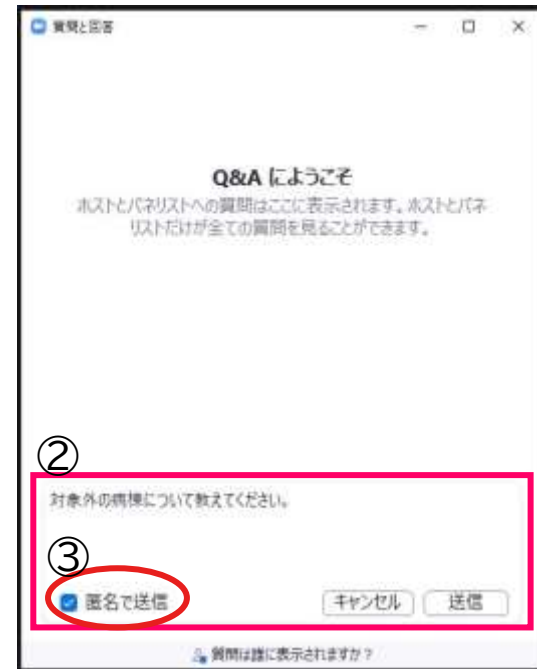 質問と回答
Q&A にようこそ
ホストとパネリストへの質問はここに表示されます。ホストとパネ
リストだけが全ての質問を見ることができます。
②
対象外の病棟について教えてください。
③
匿名で送信
キャンセル
送信
質問は誰に表示されますか？